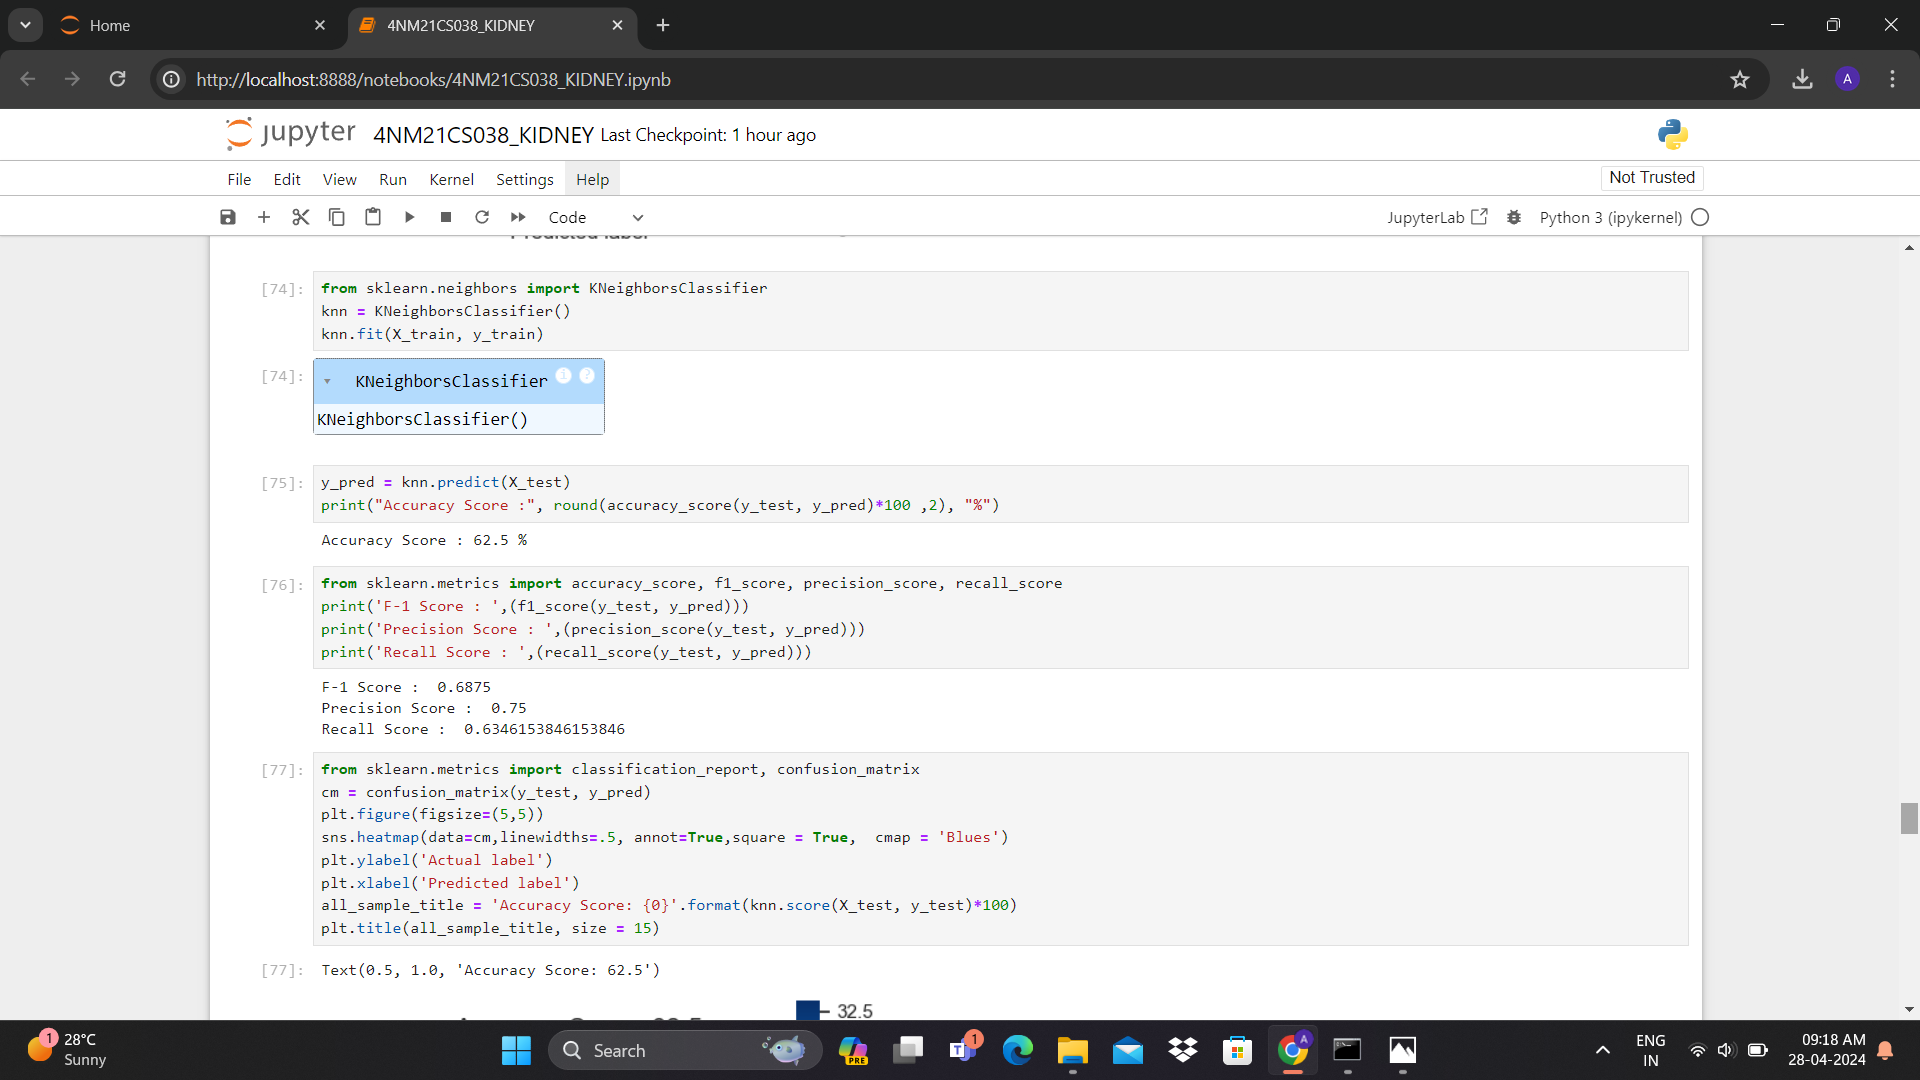 Home
4NM21CS038_KIDNEY
http://localhost:8888/notebooks/4NM21CS038_KIDNEY.ipynb
A
jupyter 4NM21CS038_KIDNEY Last Checkpoint: 1 hour ago
File Edit View Run Kernel Settings Help
Not Trusted
Code
JupyterLab
Python 3 (ipykernel)
Predicted label
[74]:
from sklearn.neighbors import KNeighborsClassifier
knn = KNeighborsClassifier()
knn.fit(X_train, y_train)
[74]:
KNeighborsClassifier i ?
KNeighborsClassifier()
[75]:
y_pred = knn.predict(X_test)
print("Accuracy Score :", round(accuracy_score(y_test, y_pred)*100 ,2), "%")
Accuracy Score : 62.5 %
[76]:
from sklearn.metrics import accuracy_score, f1_score, precision_score, recall_score
print('F-1 Score : ',(f1_score(y_test, y_pred)))
print('Precision Score : ',(precision_score(y_test, y_pred)))
print('Recall Score : ',(recall_score(y_test, y_pred)))
F-1 Score :  0.6875
Precision Score :  0.75
Recall Score :  0.6346153846153846
[77]:
from sklearn.metrics import classification_report, confusion_matrix
cm = confusion_matrix(y_test, y_pred)
plt.figure(figsize=(5,5))
sns.heatmap(data=cm,linewidths=.5, annot=True,square = True,  cmap = 'Blues')
plt.ylabel('Actual label')
plt.xlabel('Predicted label')
all_sample_title = 'Accuracy Score: {0}'.format(knn.score(X_test, y_test)*100)
plt.title(all_sample_title, size = 15)
[77]:
Text(0.5, 1.0, 'Accuracy Score: 62.5')
32.5
1
28°C
Sunny
Search
PRE
T
1
A
ENG
IN
09:18 AM
28-04-2024